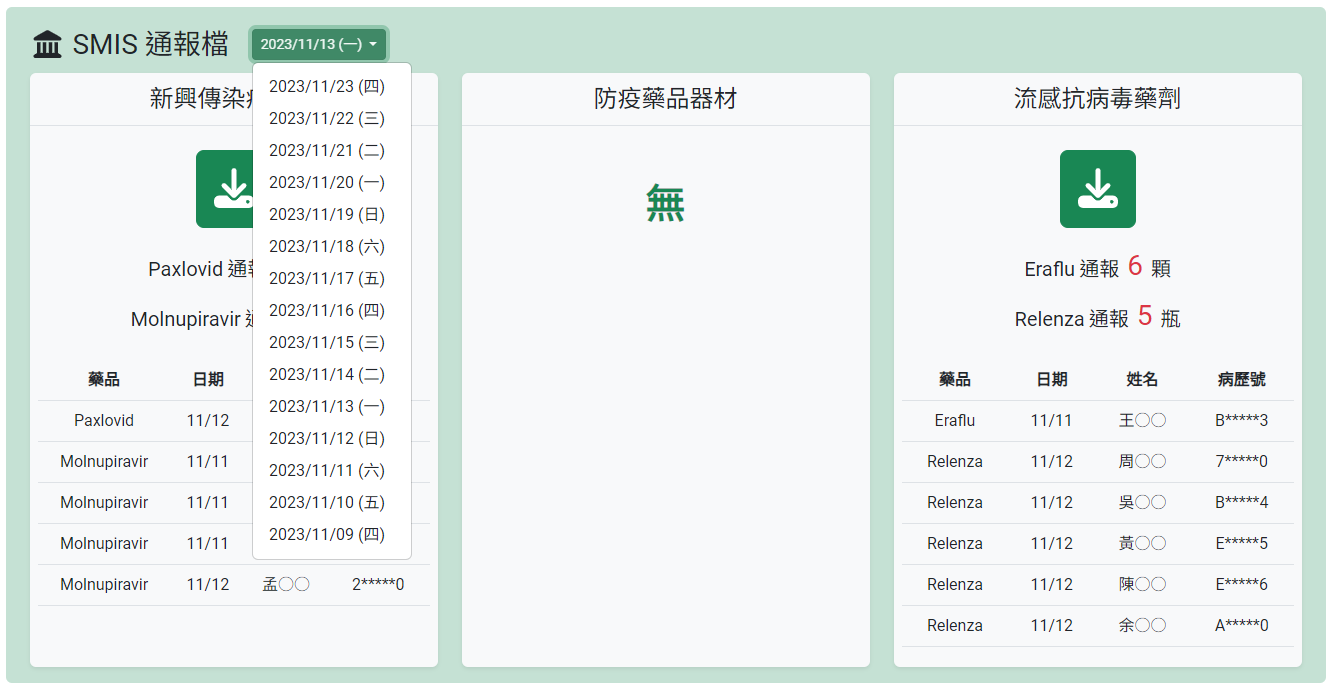 SMIS 通報檔 2023/11/13 (一)
2023/11/23 (四)
2023/11/22 (三)
2023/11/21 (二)
2023/11/20 (一)
2023/11/19 (日)
2023/11/18 (六)
2023/11/17 (五)
2023/11/16 (四)
2023/11/15 (三)
2023/11/14 (二)
2023/11/13 (一)
2023/11/12 (日)
2023/11/11 (六)
2023/11/10 (五)
2023/11/09 (四)
新興傳染
Paxlovid 通
Molnupiravir
藥品 日期
Paxlovid 11/12
Molnupiravir 11/11
Molnupiravir 11/11
Molnupiravir 11/11
Molnupiravir 11/12 孟〇〇 2*****0
防疫藥品器材
無
流感抗病毒藥劑
Eraflu 通報 6 顆
Relenza 通報 5 瓶
藥品 日期 姓名 病歷號
Eraflu 11/11 王〇〇 B*****3
Relenza 11/12 周〇〇 7*****0
Relenza 11/12 吳〇〇 B*****4
Relenza 11/12 黃〇〇 E*****5
Relenza 11/12 陳〇〇 E*****6
Relenza 11/12 余〇〇 A*****0